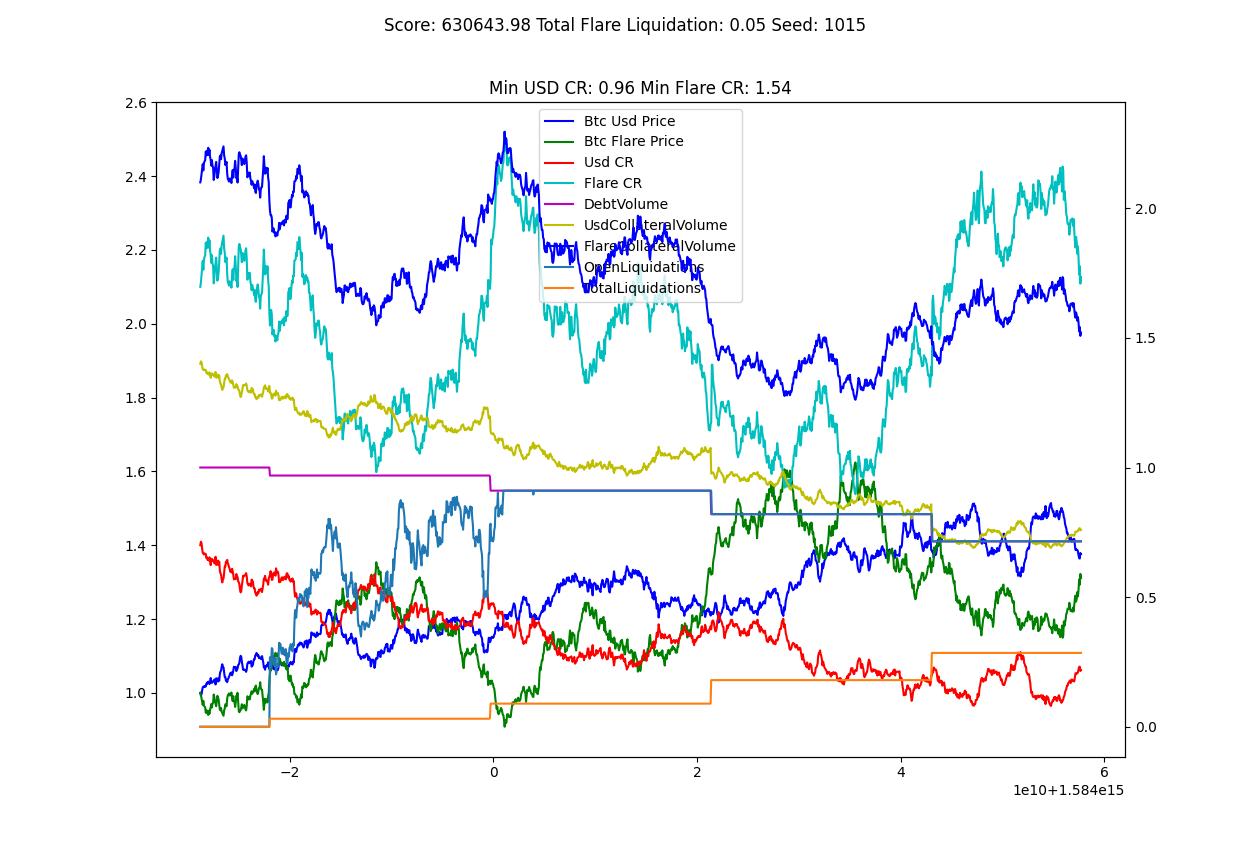 Score: 630643.98 Total Flare Liquidation: 0.05 Seed: 1015
Min USD CR: 0.96 Min Flare CR: 1.54
Btc Usd Price
Btc Flare Price
Usd CR
Flare CR
DebtVolume
UsdCollateralVolume
FlareCollateralVolume
OpenLiquidations
TotalLiquidations
2.6
2.4
2.2
2.0
1.8
1.6
1.4
1.2
1.0
2.0
1.5
1.0
0.5
0.0
−2 0 2 4 6
1e10+1.584e15